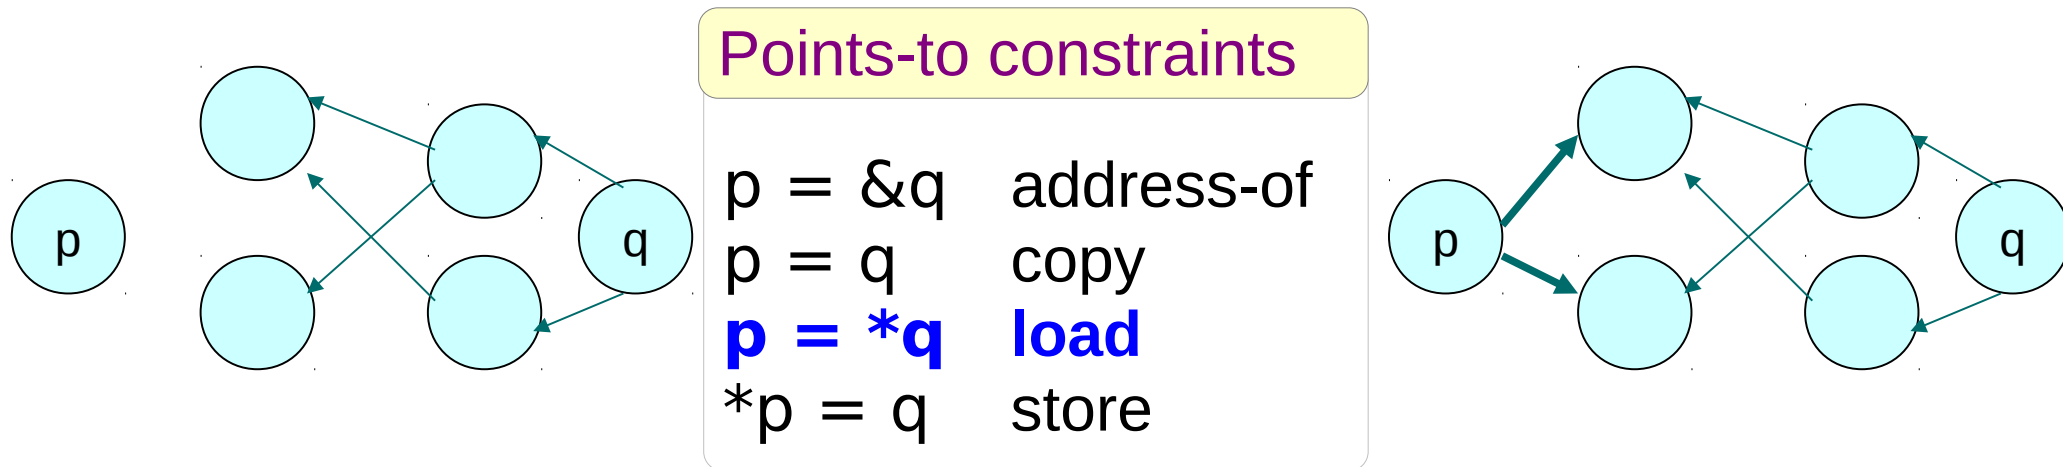 p
q
Points-to constraints
p = &q address-of
p = q copy
p = *q load
*p = q store
p
q